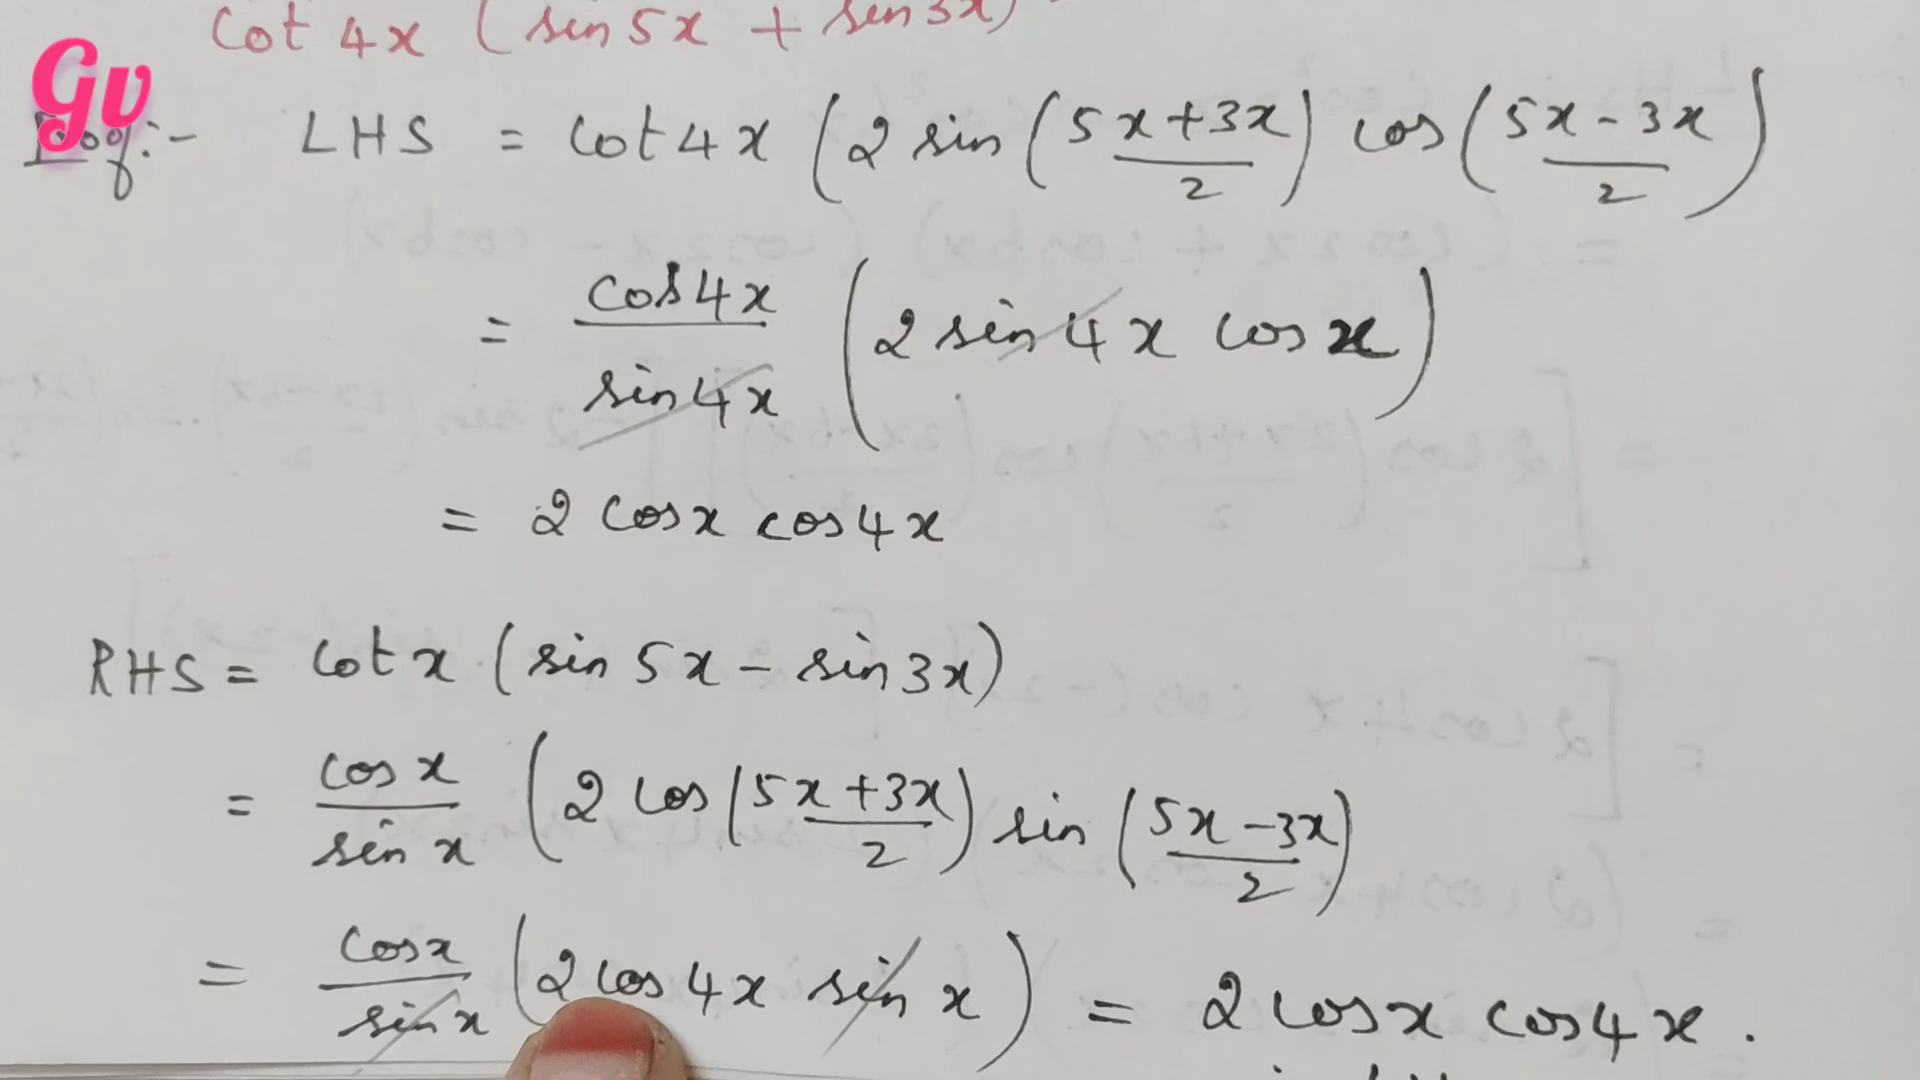 cot 4x (sin 5x + sin 3x)
Gv
Proof:- LHS = cot 4x (2 sin ((5x+3x)/2) cos ((5x-3x)/2))
= cos 4x / sin 4x (2 sin 4x cos x)
= 2 cos x cos 4x
RHS = cot x (sin 5x - sin 3x)
= cos x / sin x (2 cos ((5x+3x)/2) sin ((5x-3x)/2)
= cos x / sin x (2 cos 4x sin x) = 2 cos x cos 4x.